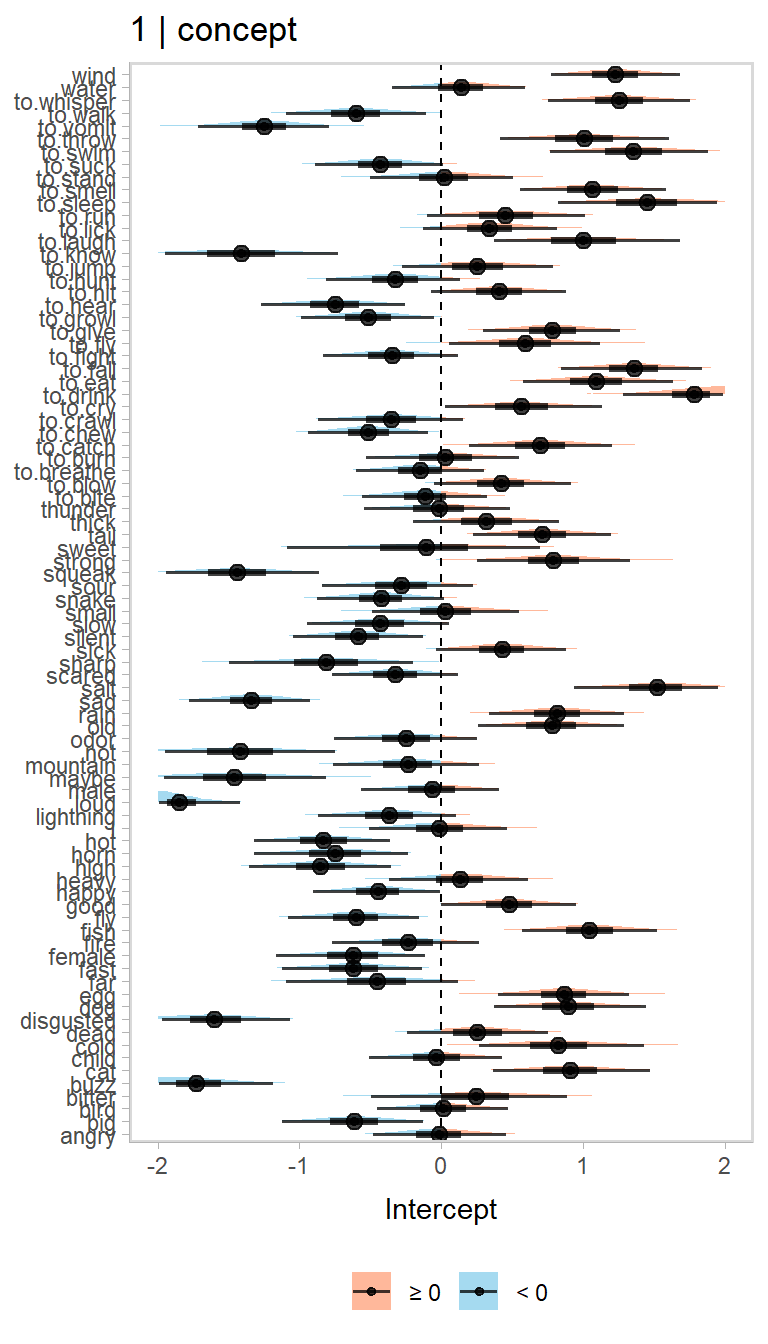 1 | concept
wind
water
to.whisper
to.walk
to.vomit
to.throw
to.swim
to.suck
to.stand
to.smell
to.sleep
to.run
to.lick
to.laugh
to.know
to.jump
to.hunt
to.hit
to.hear
to.growl
to.give
to.fly
to.fight
to.fall
to.eat
to.drink
to.cry
to.crawl
to.chew
to.catch
to.burn
to.breathe
to.blow
to.bite
thunder
thick
tail
sweet
strong
squeak
sour
snake
small
slow
silent
sick
sharp
scared
salt
sad
rain
old
odor
not
mountain
maybe
male
loud
lightning
hot
horn
high
heavy
happy
good
fly
fish
fire
female
fast
far
egg
dog
disgusted
dead
cold
child
cat
buzz
bitter
bird
big
angry
-2 -1 0 1 2
Intercept
≥ 0 < 0